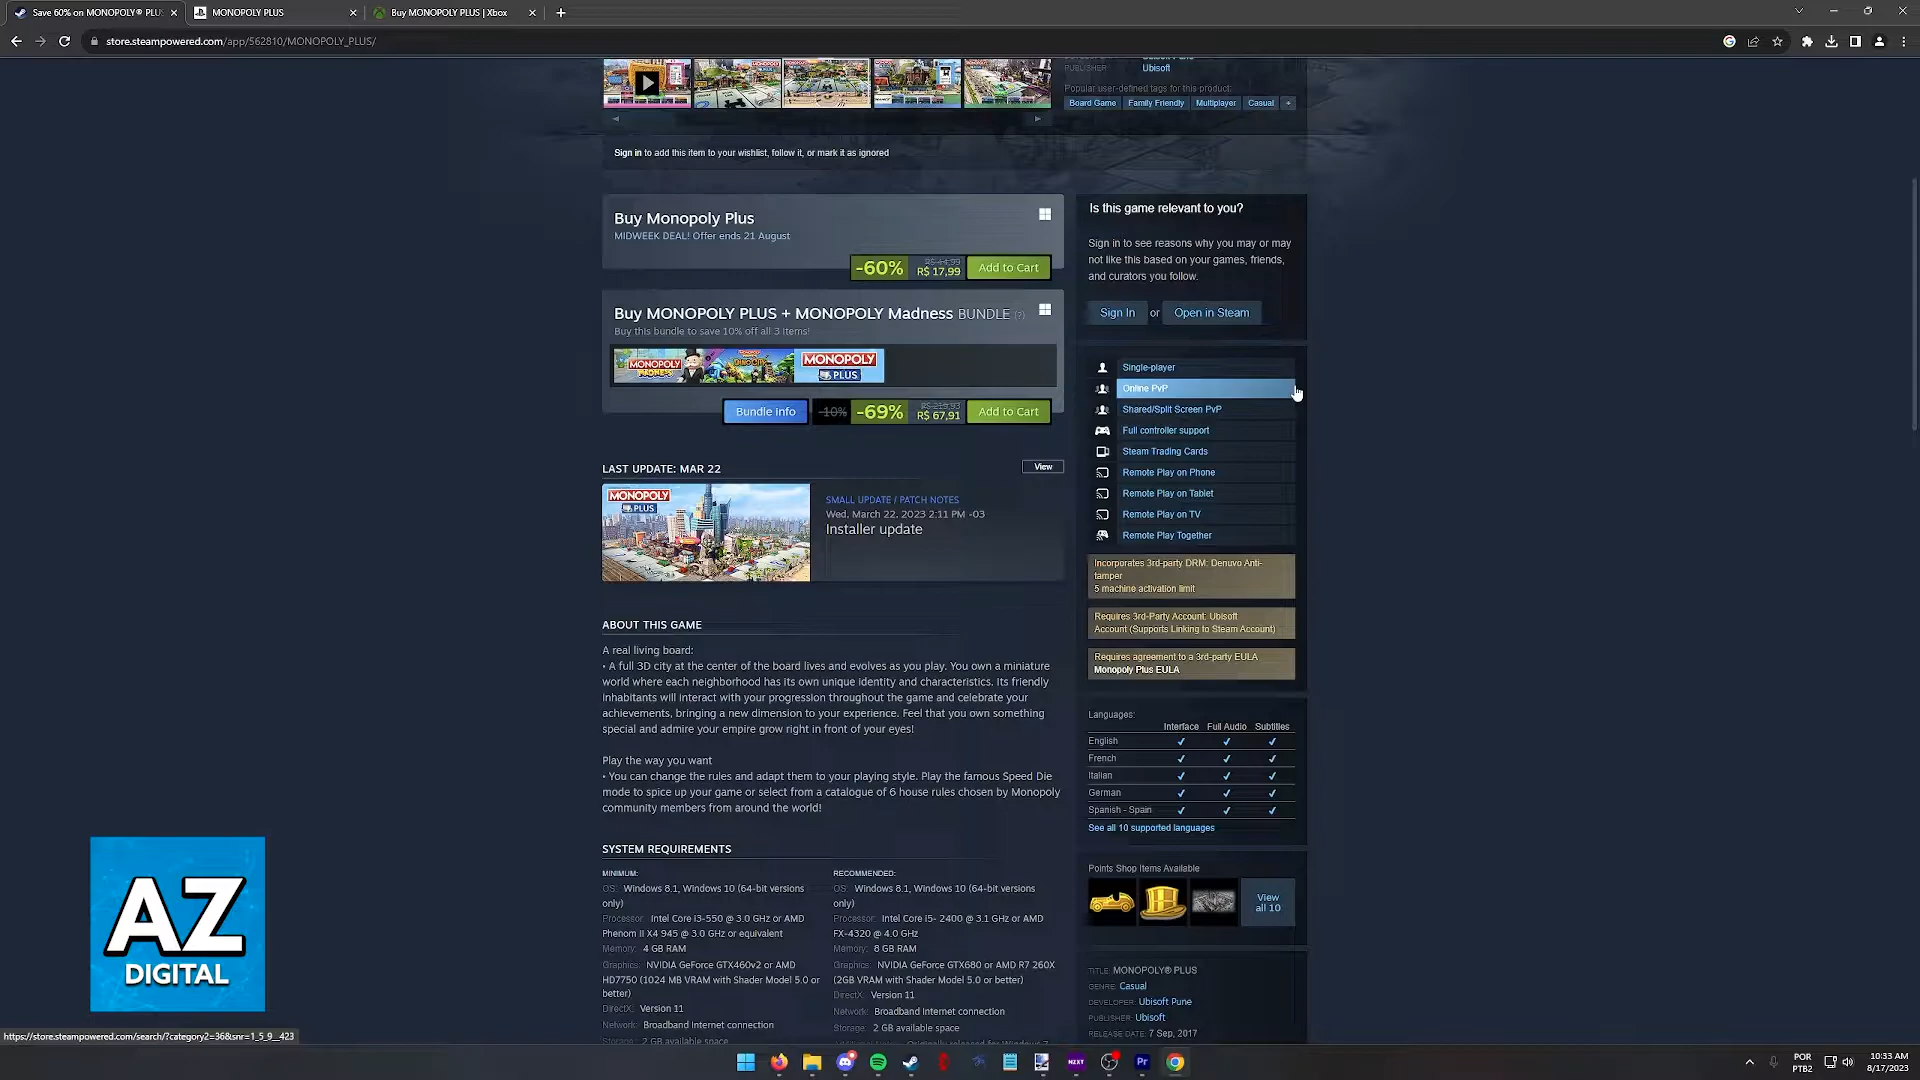 Save 60% on MONOPOLY® PLU
MONOPOLY PLUS
Buy MONOPOLY PLUS | Xbox
store.steampowered.com/app/562810/MONOPOLY_PLUS/
PUBLISHER: Ubisoft
Popular user-defined tags for this product:
Board Game Family Friendly Multiplayer Casual +
Sign in to add this item to your wishlist, follow it, or mark it as ignored
Buy Monopoly Plus
MIDWEEK DEAL! Offer ends 21 August
-60% R$ 44,99 R$ 17,99 Add to Cart
Buy MONOPOLY PLUS + MONOPOLY Madness BUNDLE (?)
Buy this bundle to save 10% off all 3 items!
MONOPOLY MADNESS
MONOPOLY PLUS
Bundle info -10% -69% R$ 219,93 R$ 67,91 Add to Cart
LAST UPDATE: MAR 22
View
MONOPOLY PLUS
SMALL UPDATE / PATCH NOTES
Wed, March 22, 2023 2:11 PM -03
Installer update
ABOUT THIS GAME
A real living board:
• A full 3D city at the center of the board lives and evolves as you play. You own a miniature
world where each neighborhood has its own unique identity and characteristics. Its friendly
inhabitants will interact with your progression throughout the game and celebrate your
achievements, bringing a new dimension to your experience. Feel that you own something
special and admire your empire grow right in front of your eyes!
Play the way you want
• You can change the rules and adapt them to your playing style. Play the famous Speed Die
mode to spice up your game or select from a catalogue of 6 house rules chosen by Monopoly
community members from around the world!
SYSTEM REQUIREMENTS
MINIMUM:
OS: Windows 8.1, Windows 10 (64-bit versions
only)
Processor: Intel Core i3-550 @ 3.0 GHz or AMD
Phenom II X4 945 @ 3.0 GHz or equivalent
Memory: 4 GB RAM
Graphics: NVIDIA GeForce GTX460v2 or AMD
HD7750 (1024 MB VRAM with Shader Model 5.0 or
better)
DirectX: Version 11
Network: Broadband Internet connection
Storage: 2 GB available space
RECOMMENDED:
OS: Windows 8.1, Windows 10 (64-bit versions
only)
Processor: Intel Core i5- 2400 @ 3.1 GHz or AMD
FX-4320 @ 4.0 GHz
Memory: 8 GB RAM
Graphics: NVIDIA GeForce GTX680 or AMD R7 260X
(2GB VRAM with Shader Model 5.0 or better)
DirectX: Version 11
Network: Broadband Internet connection
Storage: 2 GB available space
Is this game relevant to you?
Sign in to see reasons why you may or may
not like this based on your games, friends,
and curators you follow.
Sign In or Open in Steam
Single-player
Online PvP
Shared/Split Screen PvP
Full controller support
Steam Trading Cards
Remote Play on Phone
Remote Play on Tablet
Remote Play on TV
Remote Play Together
Incorporates 3rd-party DRM: Denuvo Anti-
tamper
5 machine activation limit
Requires 3rd-Party Account: Ubisoft
Account (Supports Linking to Steam Account)
Requires agreement to a 3rd-party EULA
Monopoly Plus EULA
Languages:
Interface Full Audio Subtitles
English ✓ ✓ ✓
French ✓ ✓ ✓
Italian ✓ ✓ ✓
German ✓ ✓ ✓
Spanish - Spain ✓ ✓ ✓
See all 10 supported languages
Points Shop Items Available
View
all 10
TITLE: MONOPOLY® PLUS
GENRE: Casual
DEVELOPER: Ubisoft Pune
PUBLISHER: Ubisoft
RELEASE DATE: 7 Sep, 2017
AZ
DIGITAL
https://store.steampowered.com/search/?category2=36&snr=1_5_9__423
NZXT
Pr
POR
PTB2
10:33 AM
8/17/2023